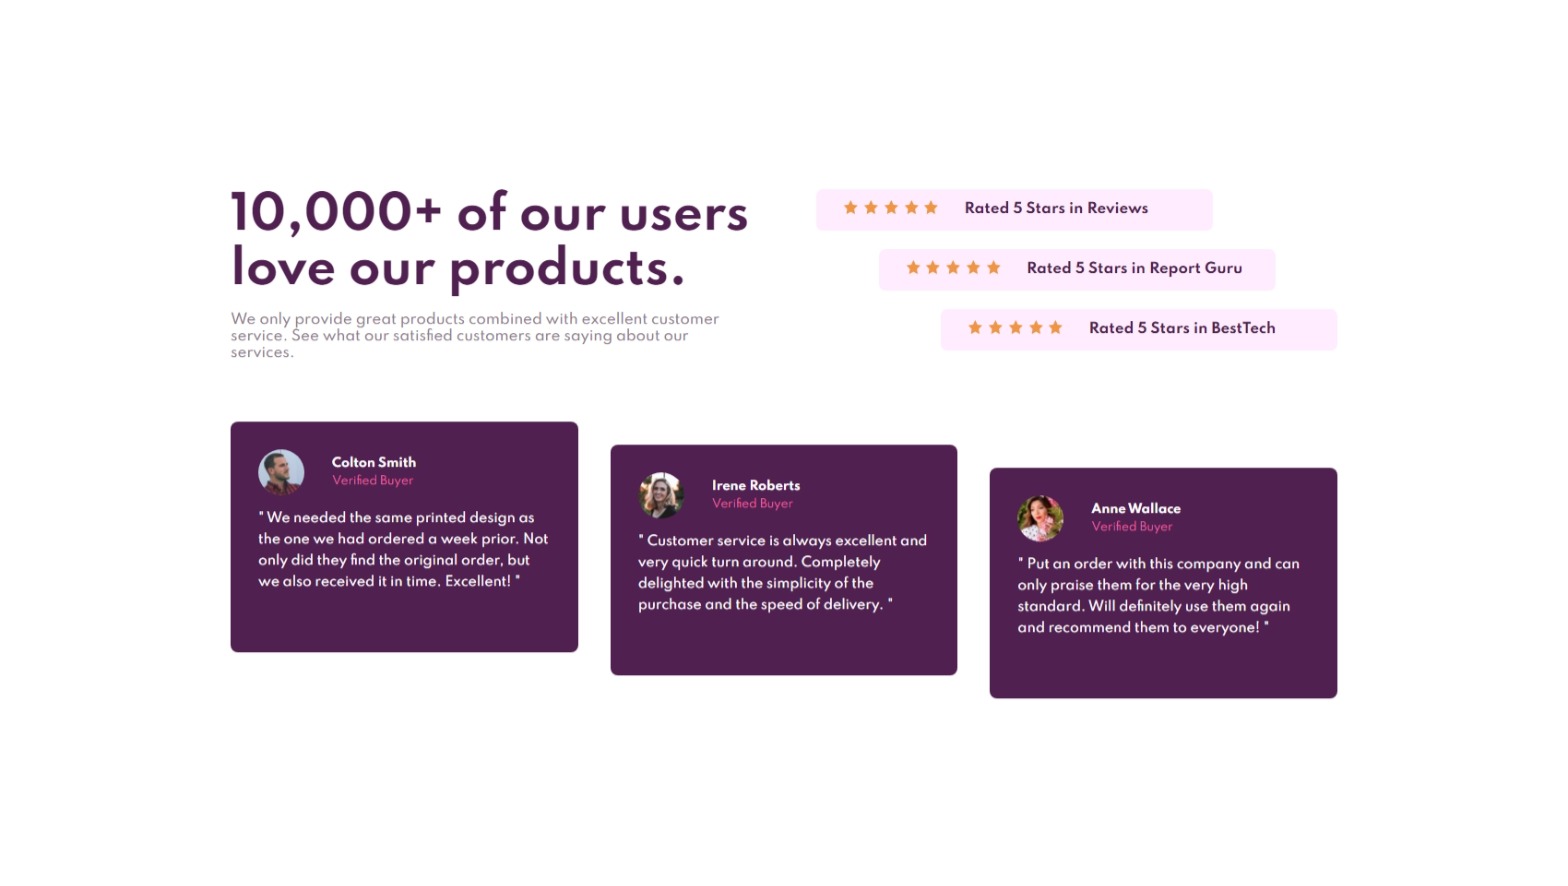 10,000+ of our users
love our products.
We only provide great products combined with excellent customer
service. See what our satisfied customers are saying about our
services.
Rated 5 Stars in Reviews
Rated 5 Stars in Report Guru
Rated 5 Stars in BestTech
Colton Smith
Verified Buyer
" We needed the same printed design as
the one we had ordered a week prior. Not
only did they find the original order, but
we also received it in time. Excellent! "
Irene Roberts
Verified Buyer
" Customer service is always excellent and
very quick turn around. Completely
delighted with the simplicity of the
purchase and the speed of delivery. "
Anne Wallace
Verified Buyer
" Put an order with this company and can
only praise them for the very high
standard. Will definitely use them again
and recommend them to everyone! "